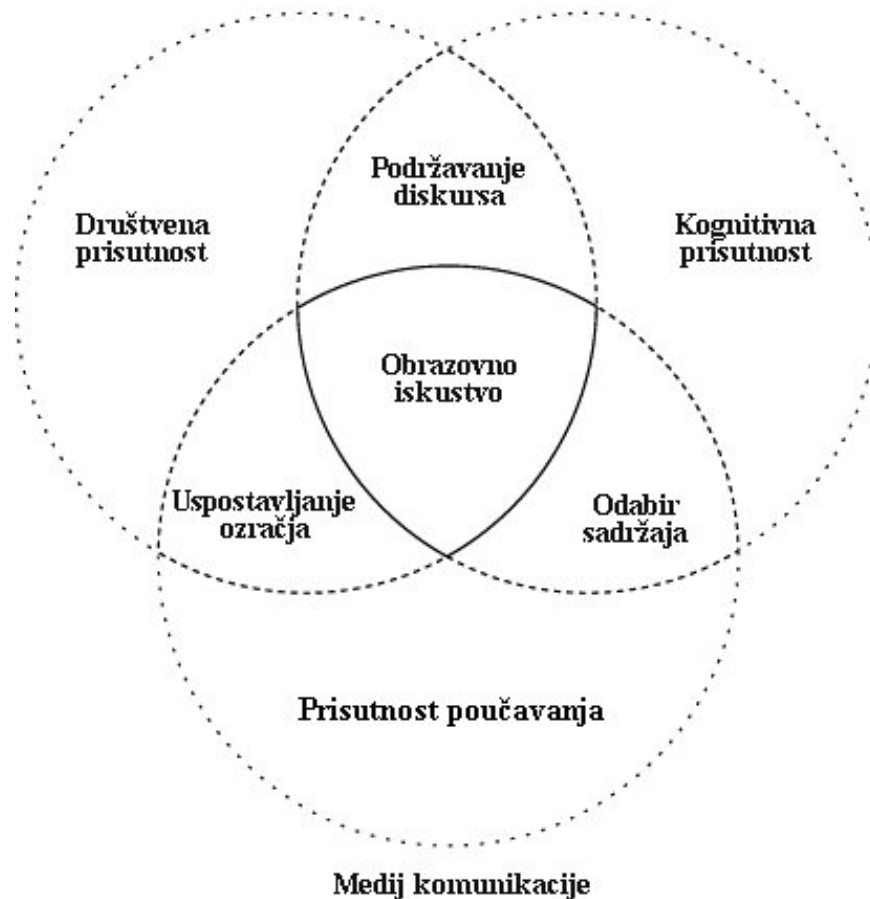 Podržavanje
diskursa
Društvena
prisutnost
Kognitivna
prisutnost
Obrazovno
iskustvo
Uspostavljanje
ozračja
Odabir
sadržaja
Prisutnost poučavanja
Medij komunikacije